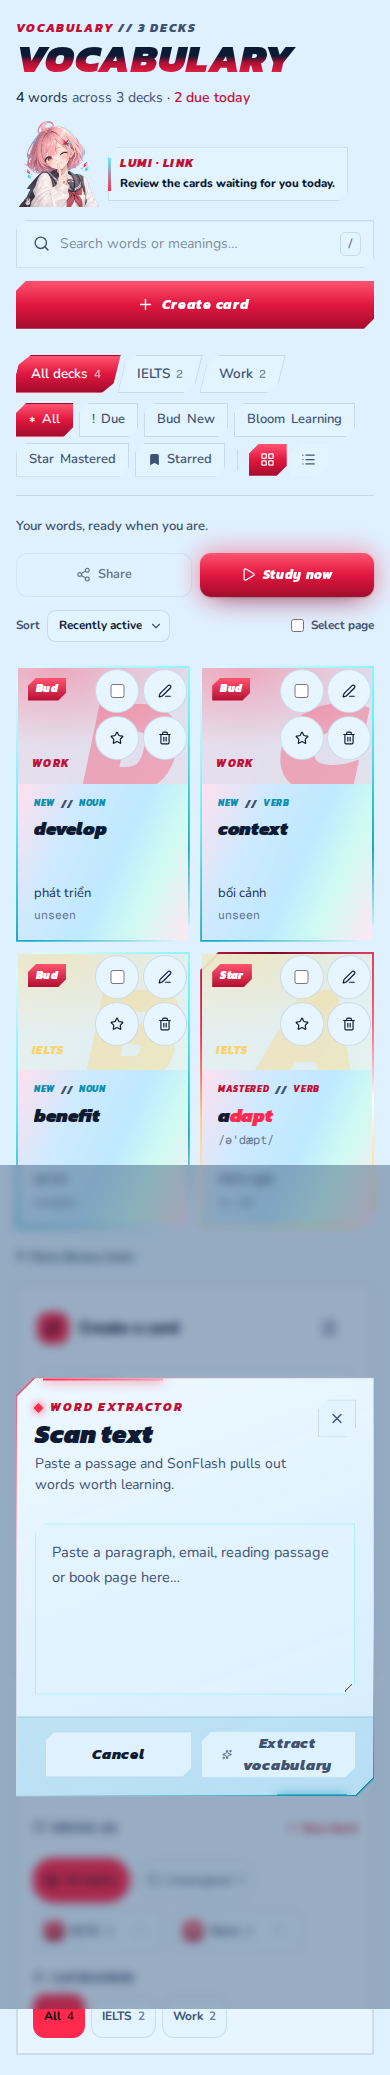 VOCABULARY // 3 DECKS
VOCABULARY
4 words across 3 decks · 2 due today
LUMI · LINK
Review the cards waiting for you today.
Search words or meanings... /
+ Create card
All decks 4 IELTS 2 Work 2
* All ! Due Bud New Bloom Learning
Star Mastered Starred
Your words, ready when you are.
Share Study now
Sort Recently active Select page
Bud Bud
WORK WORK
NEW // NOUN NEW // VERB
develop context
phát triển bối cảnh
unseen unseen
Bud Star
IELTS IELTS
NEW // NOUN MASTERED // VERB
benefit adapt
/ə'dæpt/
Create a card
WORD EXTRACTOR
Scan text
Paste a passage and SonFlash pulls out
words worth learning.
Paste a paragraph, email, reading passage
or book page here...
Cancel Extract
vocabulary
All 4 IELTS 2 Work 2